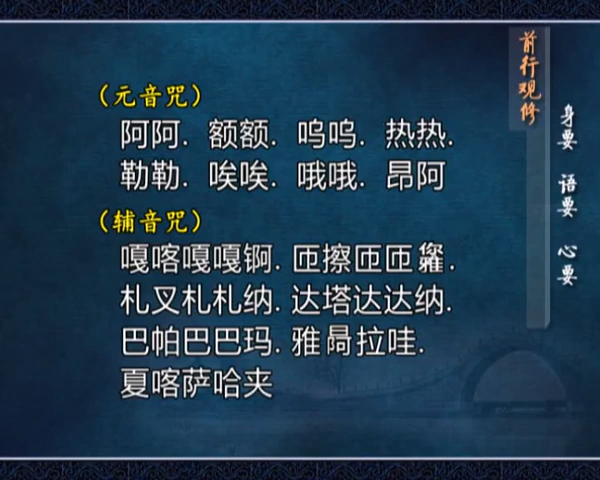 前行观修
身要 语要 心要
（元音咒）
阿阿. 额额. 呜呜. 热热.
勒勒. 唉唉. 哦哦. 昂阿
（辅音咒）
嘎喀嘎嘎锕. 匝擦匝匝.
札叉札札纳. 达塔达达纳.
巴帕巴巴玛. 雅拉哇.
夏喀萨哈夹